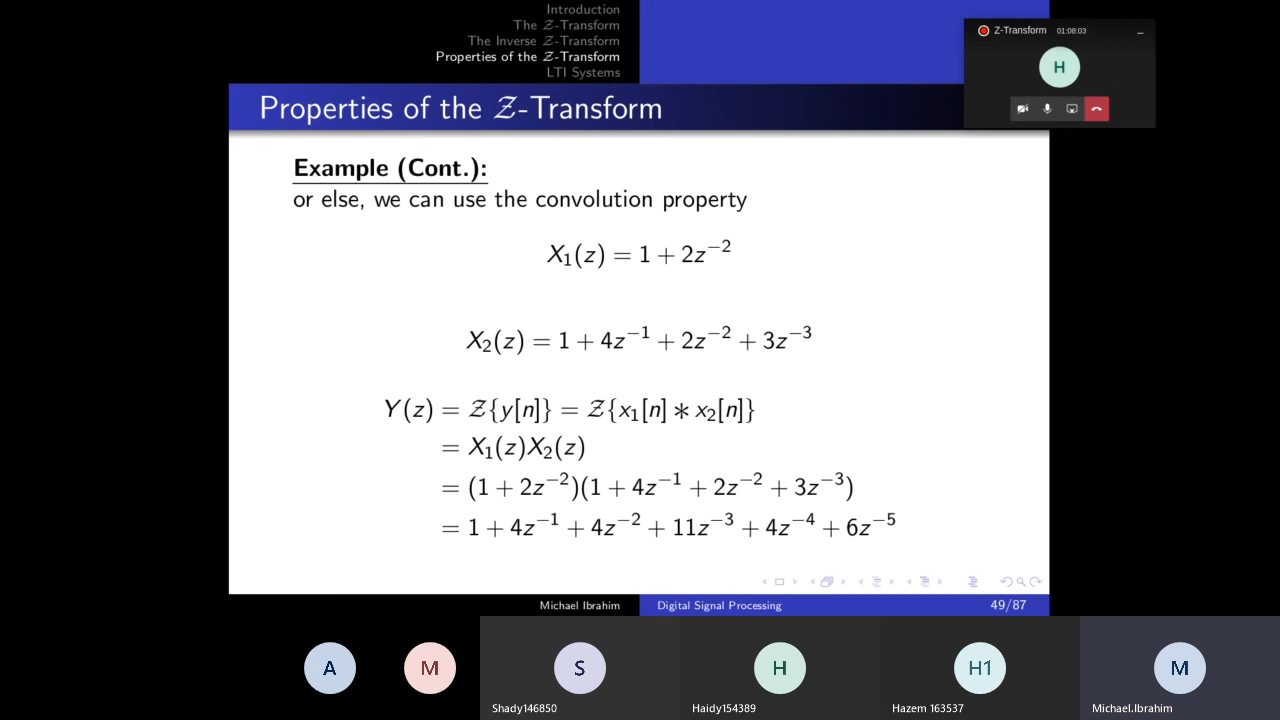 Introduction
The Z-Transform
The Inverse Z-Transform
Properties of the Z-Transform
LTI Systems
Z-Transform 01:08:03
H
Properties of the Z-Transform
Example (Cont.):
or else, we can use the convolution property
X₁(z) = 1 + 2z⁻²
X₂(z) = 1 + 4z⁻¹ + 2z⁻² + 3z⁻³
Y(z) = Z{y[n]} = Z{x₁[n] ∗ x₂[n]}
= X₁(z)X₂(z)
= (1 + 2z⁻²)(1 + 4z⁻¹ + 2z⁻² + 3z⁻³)
= 1 + 4z⁻¹ + 4z⁻² + 11z⁻³ + 4z⁻⁴ + 6z⁻⁵
Michael Ibrahim Digital Signal Processing 49/87
A M S H H1 M
Shady146850 Haidy154389 Hazem 163537 Michael.Ibrahim